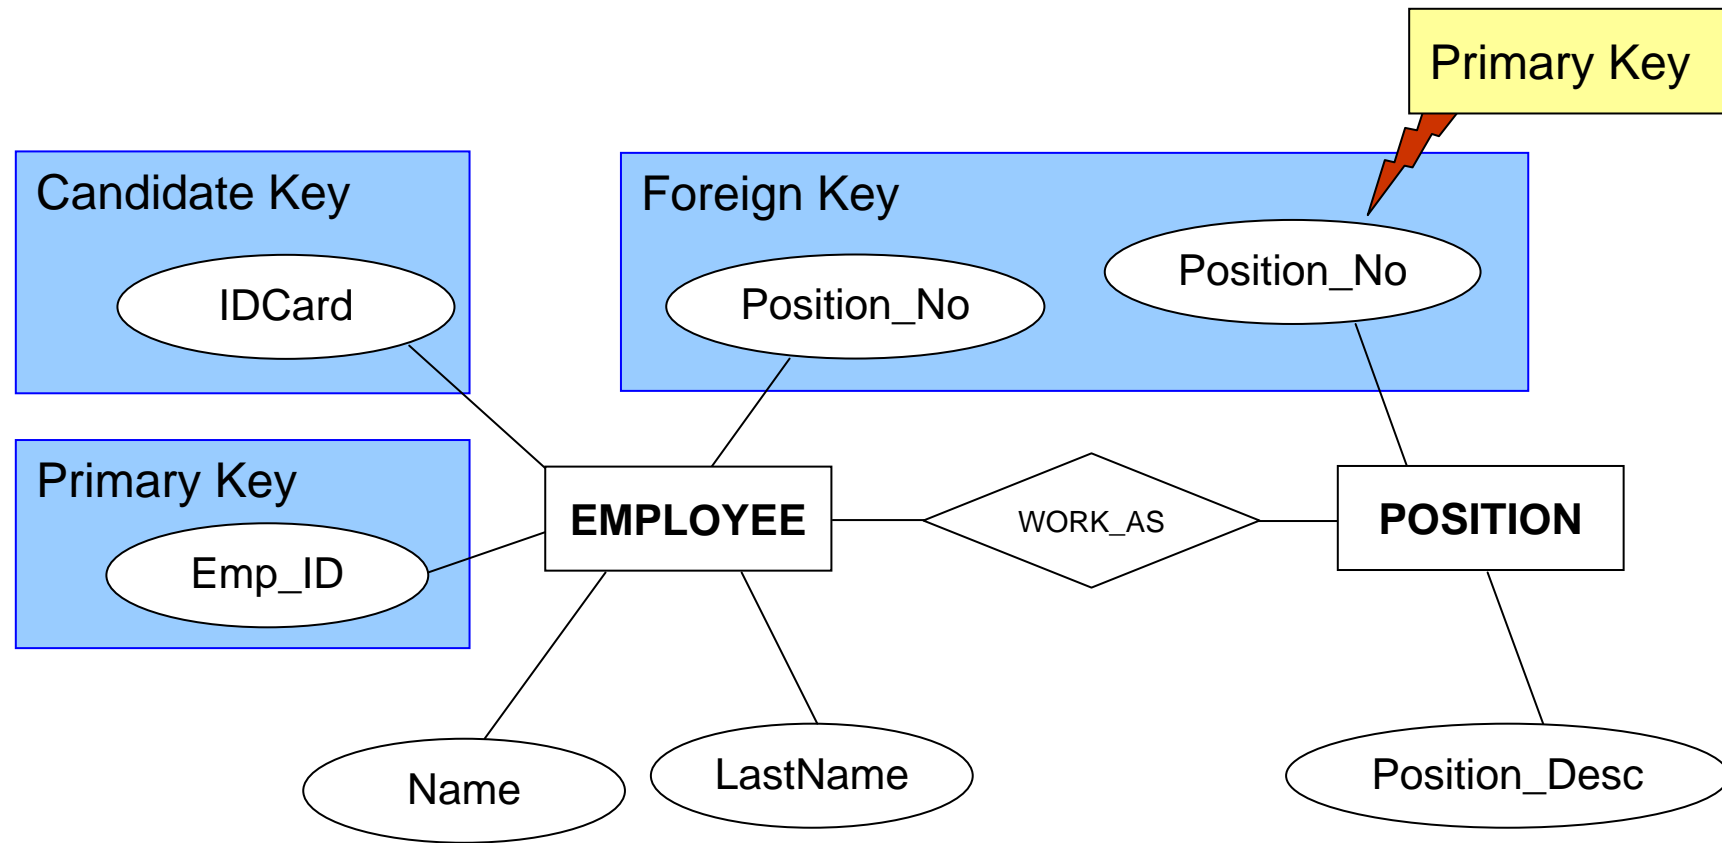 Primary Key
Candidate Key
Foreign Key
IDCard
Position_No
Position_No
Primary Key
Emp_ID
EMPLOYEE
WORK_AS
POSITION
Name
LastName
Position_Desc